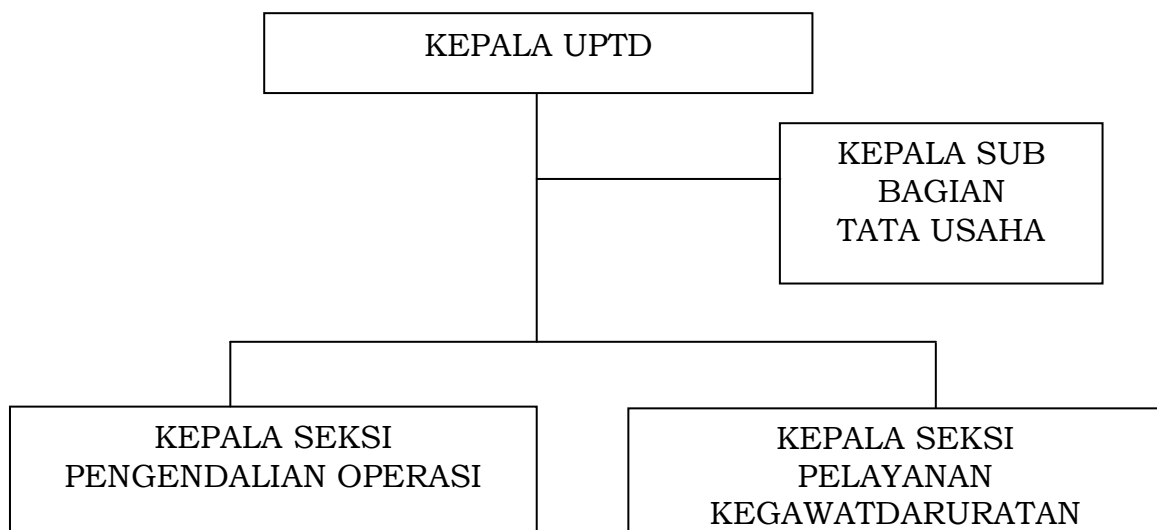 KEPALA UPTD
KEPALA SUB
BAGIAN
TATA USAHA
KEPALA SEKSI
PENGENDALIAN OPERASI
KEPALA SEKSI
PELAYANAN
KEGAWATDARURATAN